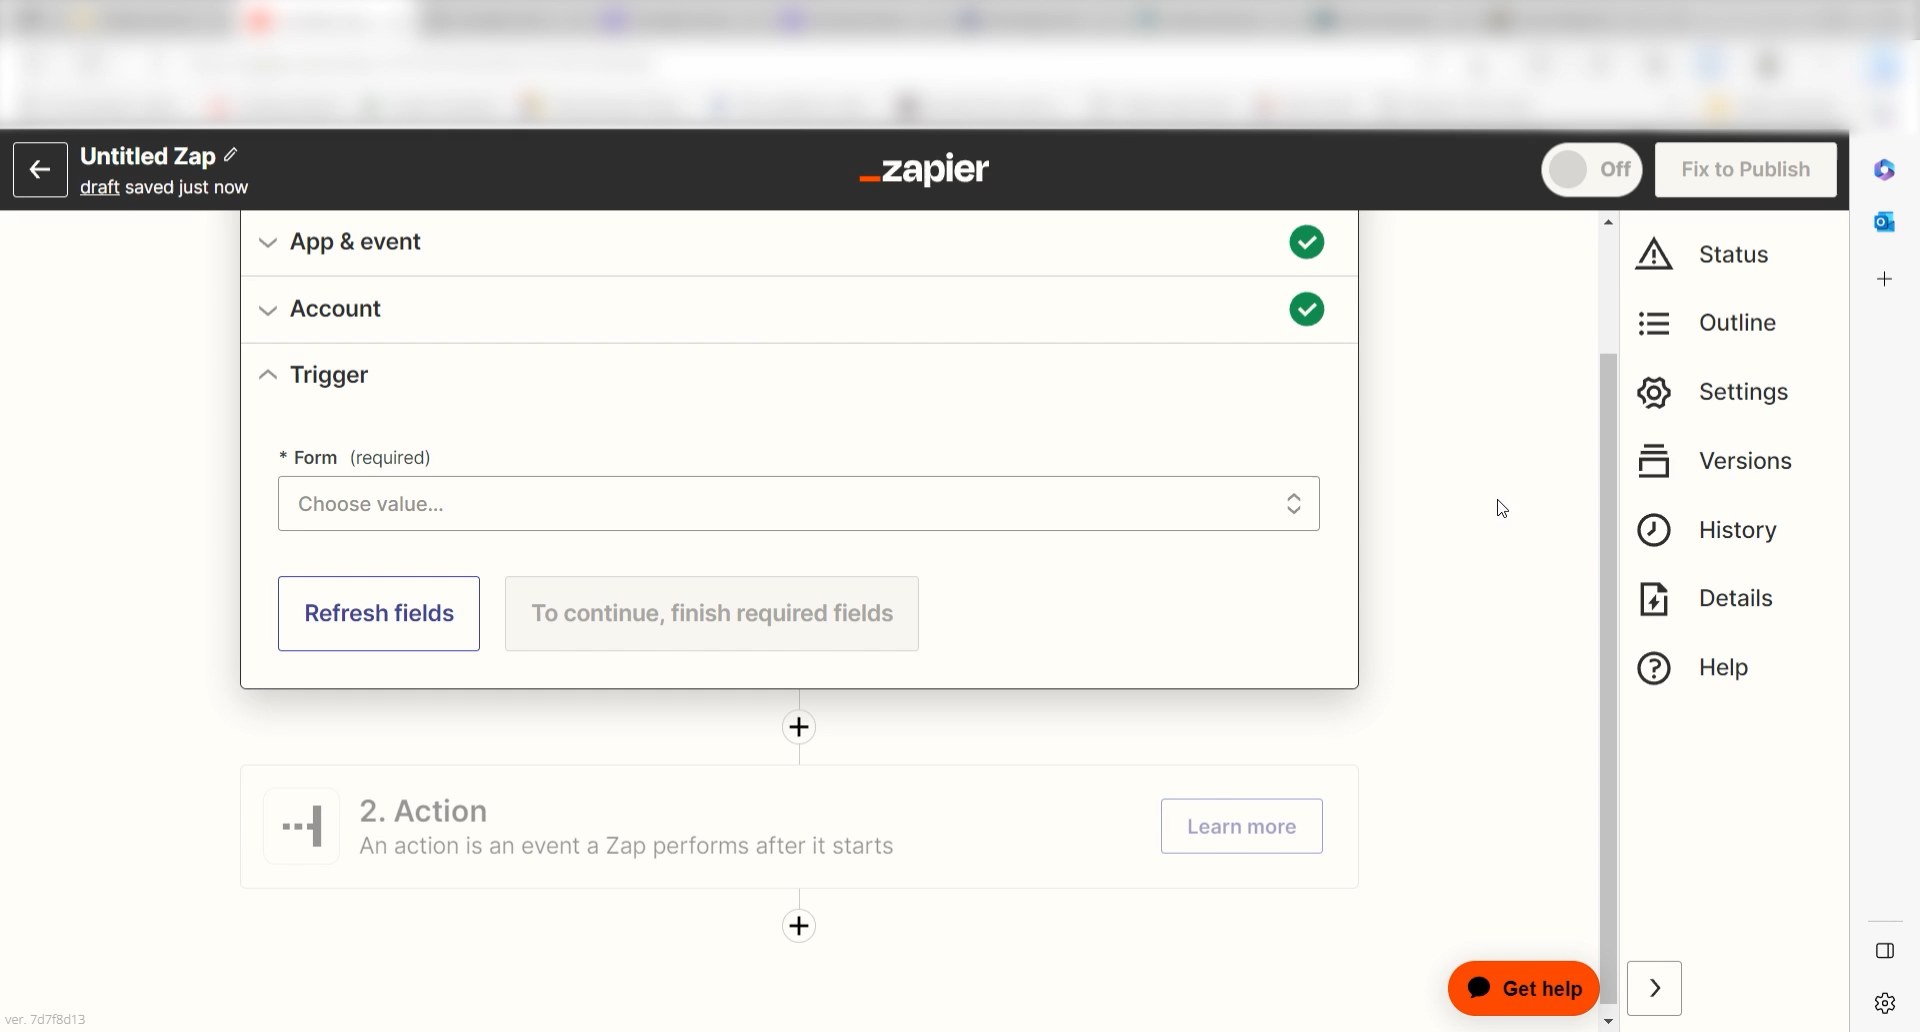 Untitled Zap
draft saved just now
zapier
Off
Fix to Publish
App & event
Account
Trigger
* Form (required)
Choose value...
Refresh fields
To continue, finish required fields
2. Action
An action is an event a Zap performs after it starts
Learn more
Status
Outline
Settings
Versions
History
Details
Help
Get help
ver. 7d7f8d13